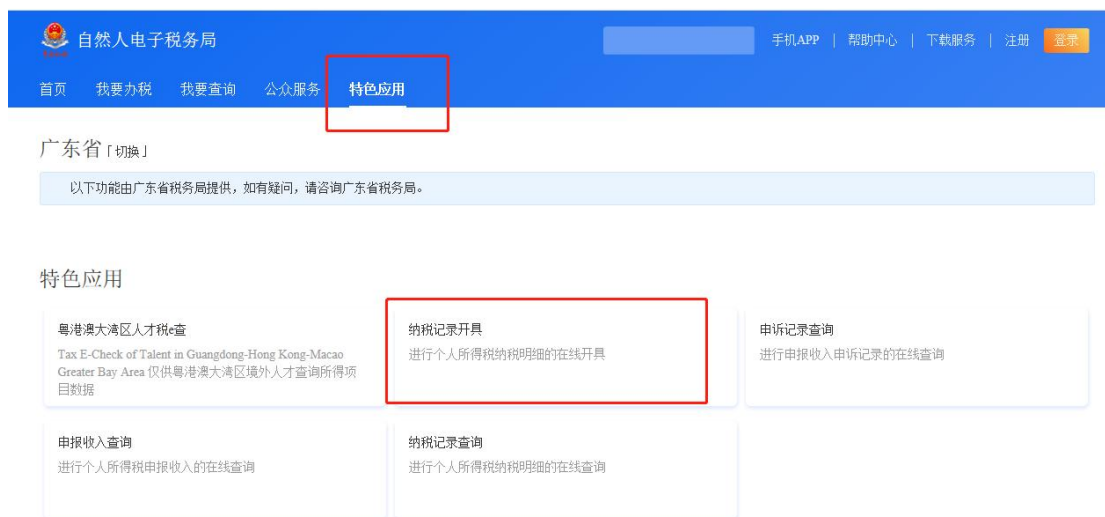 自然人电子税务局
手机APP | 帮助中心 | 下载服务 | 注册 登录
首页 我要办税 我要查询 公众服务 特色应用
广东省「切换」
以下功能由广东省税务局提供，如有疑问，请咨询广东省税务局。
特色应用
粤港澳大湾区人才税e查
Tax E-Check of Talent in Guangdong-Hong Kong-Macao
Greater Bay Area 仅供粤港澳大湾区境外人才查询所得项
目数据
纳税记录开具
进行个人所得税纳税明细的在线开具
申诉记录查询
进行申报收入申诉记录的在线查询
申报收入查询
进行个人所得税申报收入的在线查询
纳税记录查询
进行个人所得税纳税明细的在线查询